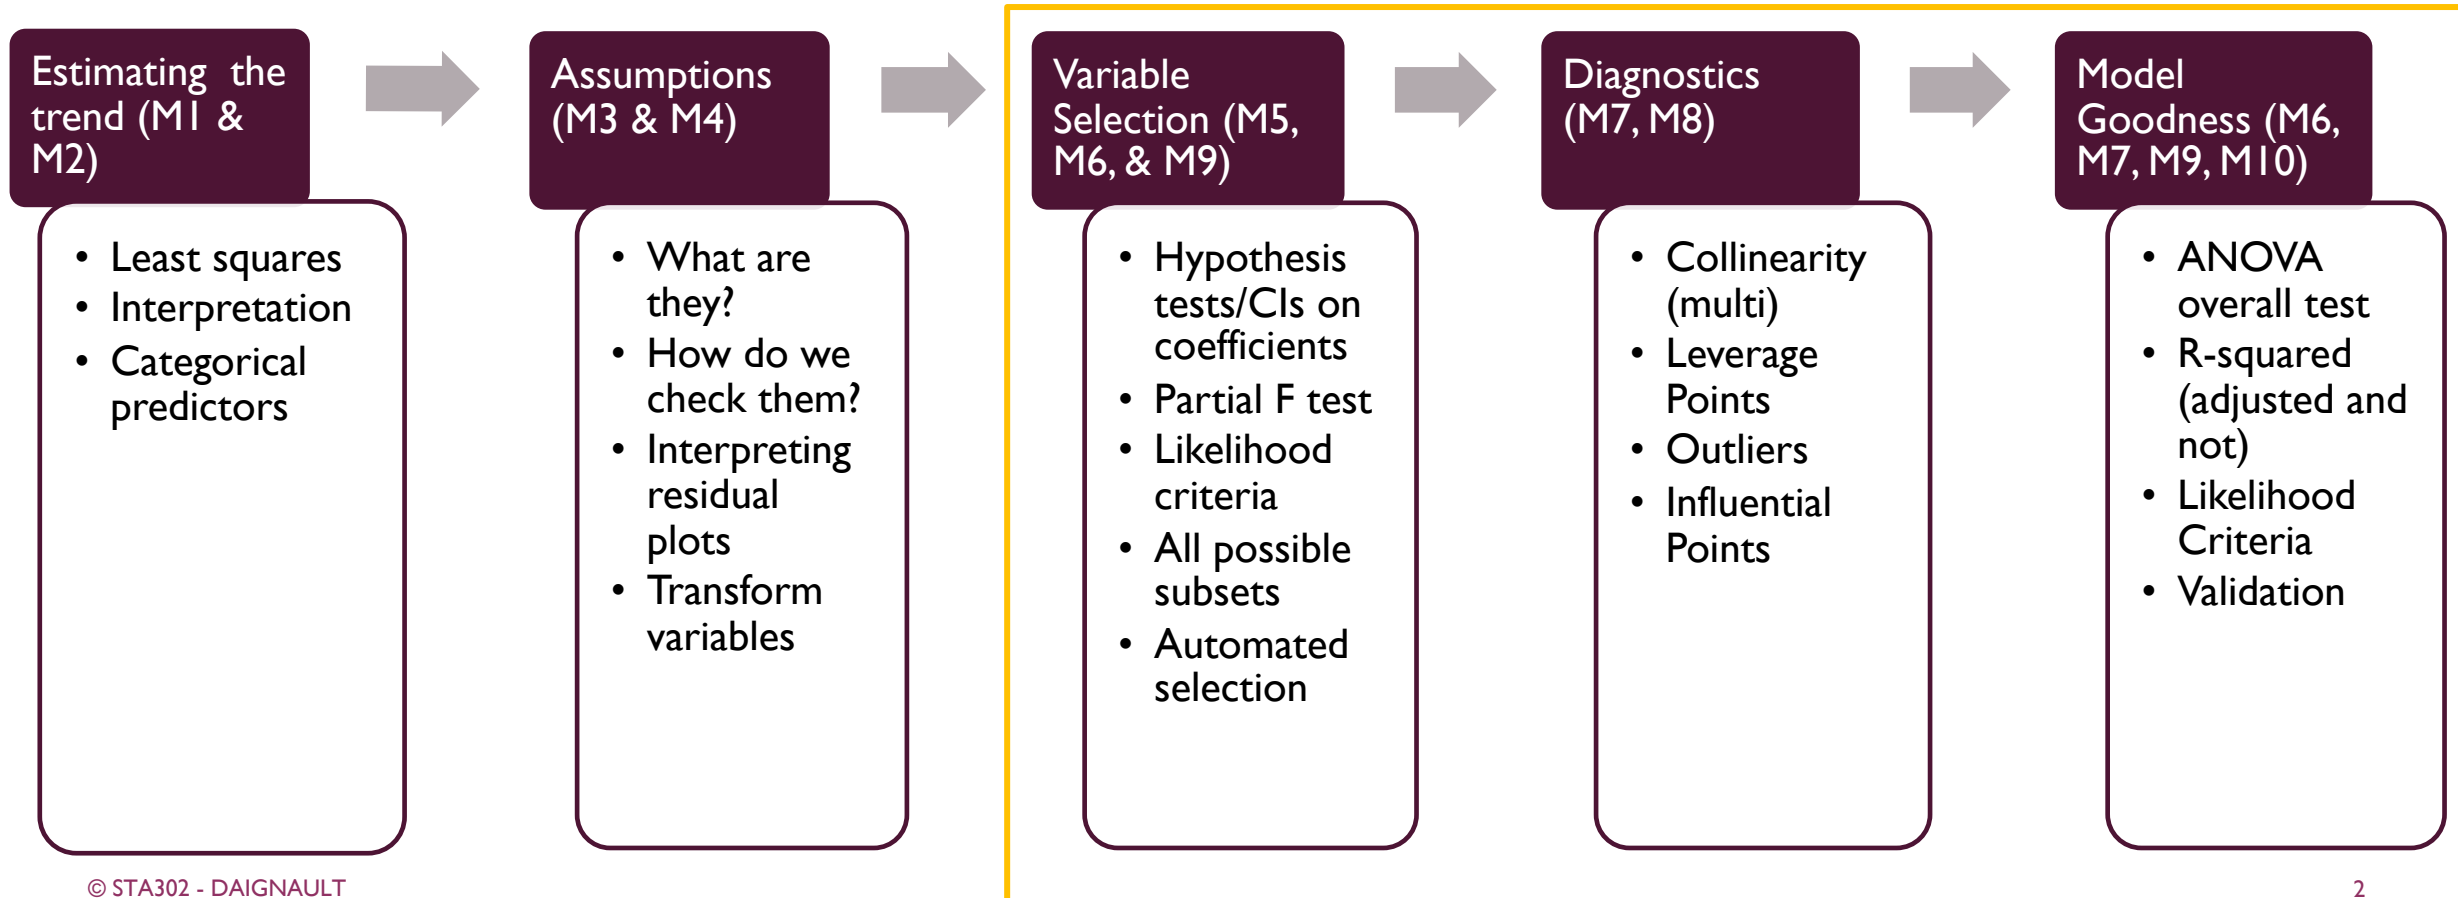 Estimating the
trend (M1 &
M2)
• Least squares
• Interpretation
• Categorical
predictors
Assumptions
(M3 & M4)
• What are
they?
• How do we
check them?
• Interpreting
residual
plots
• Transform
variables
Variable
Selection (M5,
M6, & M9)
• Hypothesis
tests/CIs on
coefficients
• Partial F test
• Likelihood
criteria
• All possible
subsets
• Automated
selection
Diagnostics
(M7, M8)
• Collinearity
(multi)
• Leverage
Points
• Outliers
• Influential
Points
Model
Goodness (M6,
M7, M9, M10)
• ANOVA
overall test
• R-squared
(adjusted and
not)
• Likelihood
Criteria
• Validation
© STA302 - DAIGNAULT
2